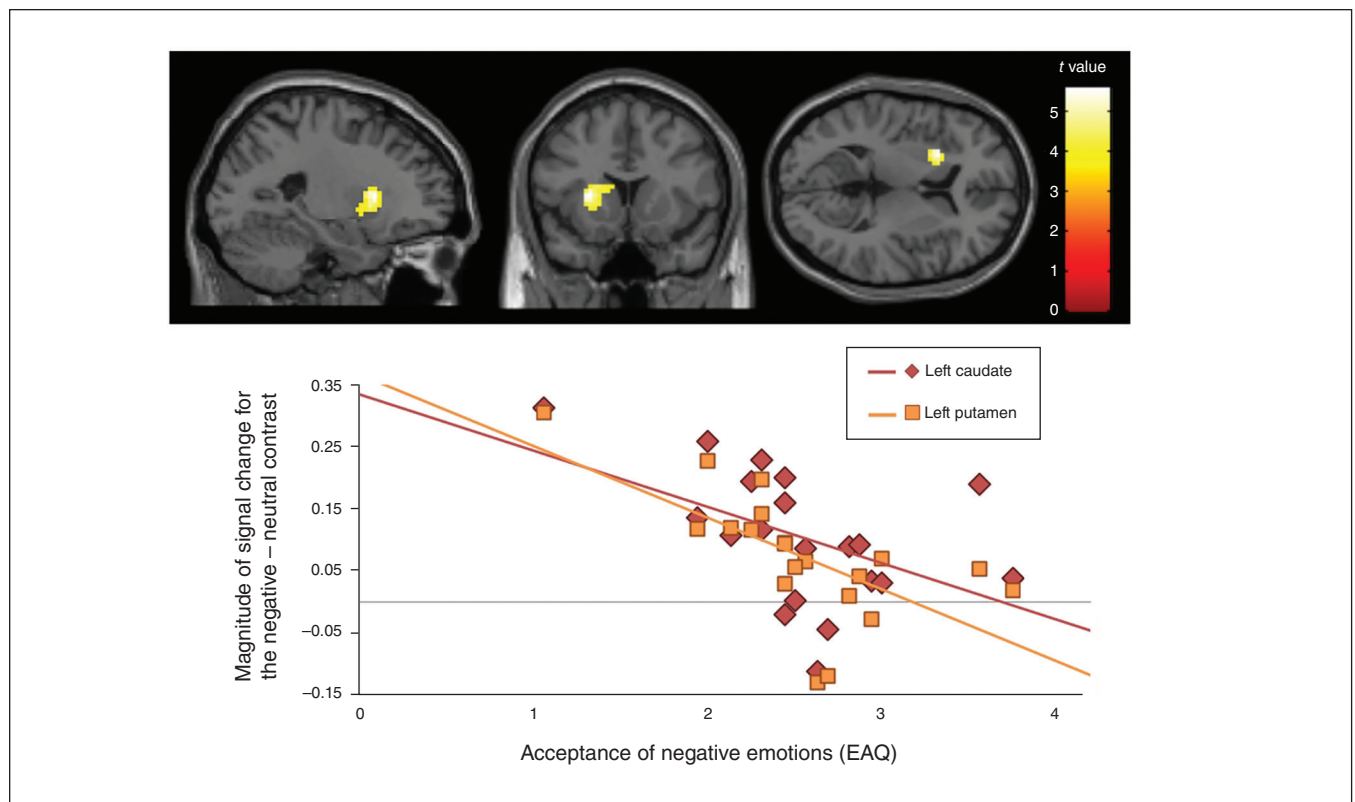 t value
5
4
3
2
1
0
Left caudate
Left putamen
Magnitude of signal change for
the negative – neutral contrast
0.35
0.25
0.15
0.05
–0.05
–0.15
0 1 2 3 4
Acceptance of negative emotions (EAQ)